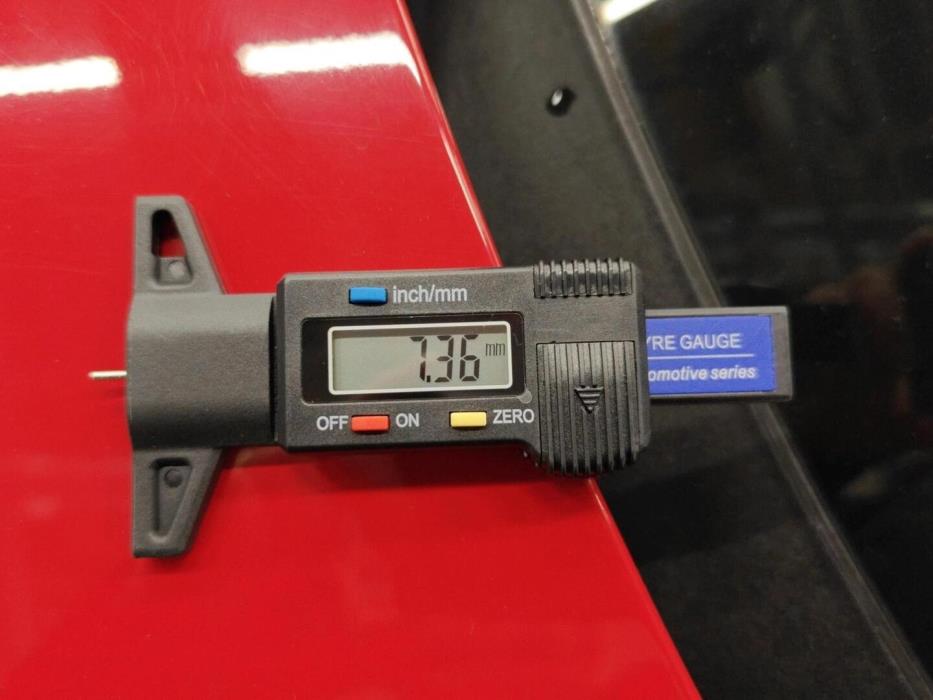 inch/mm
7.36 mm
OFF ON ZERO
YRE GAUGE
omotive series